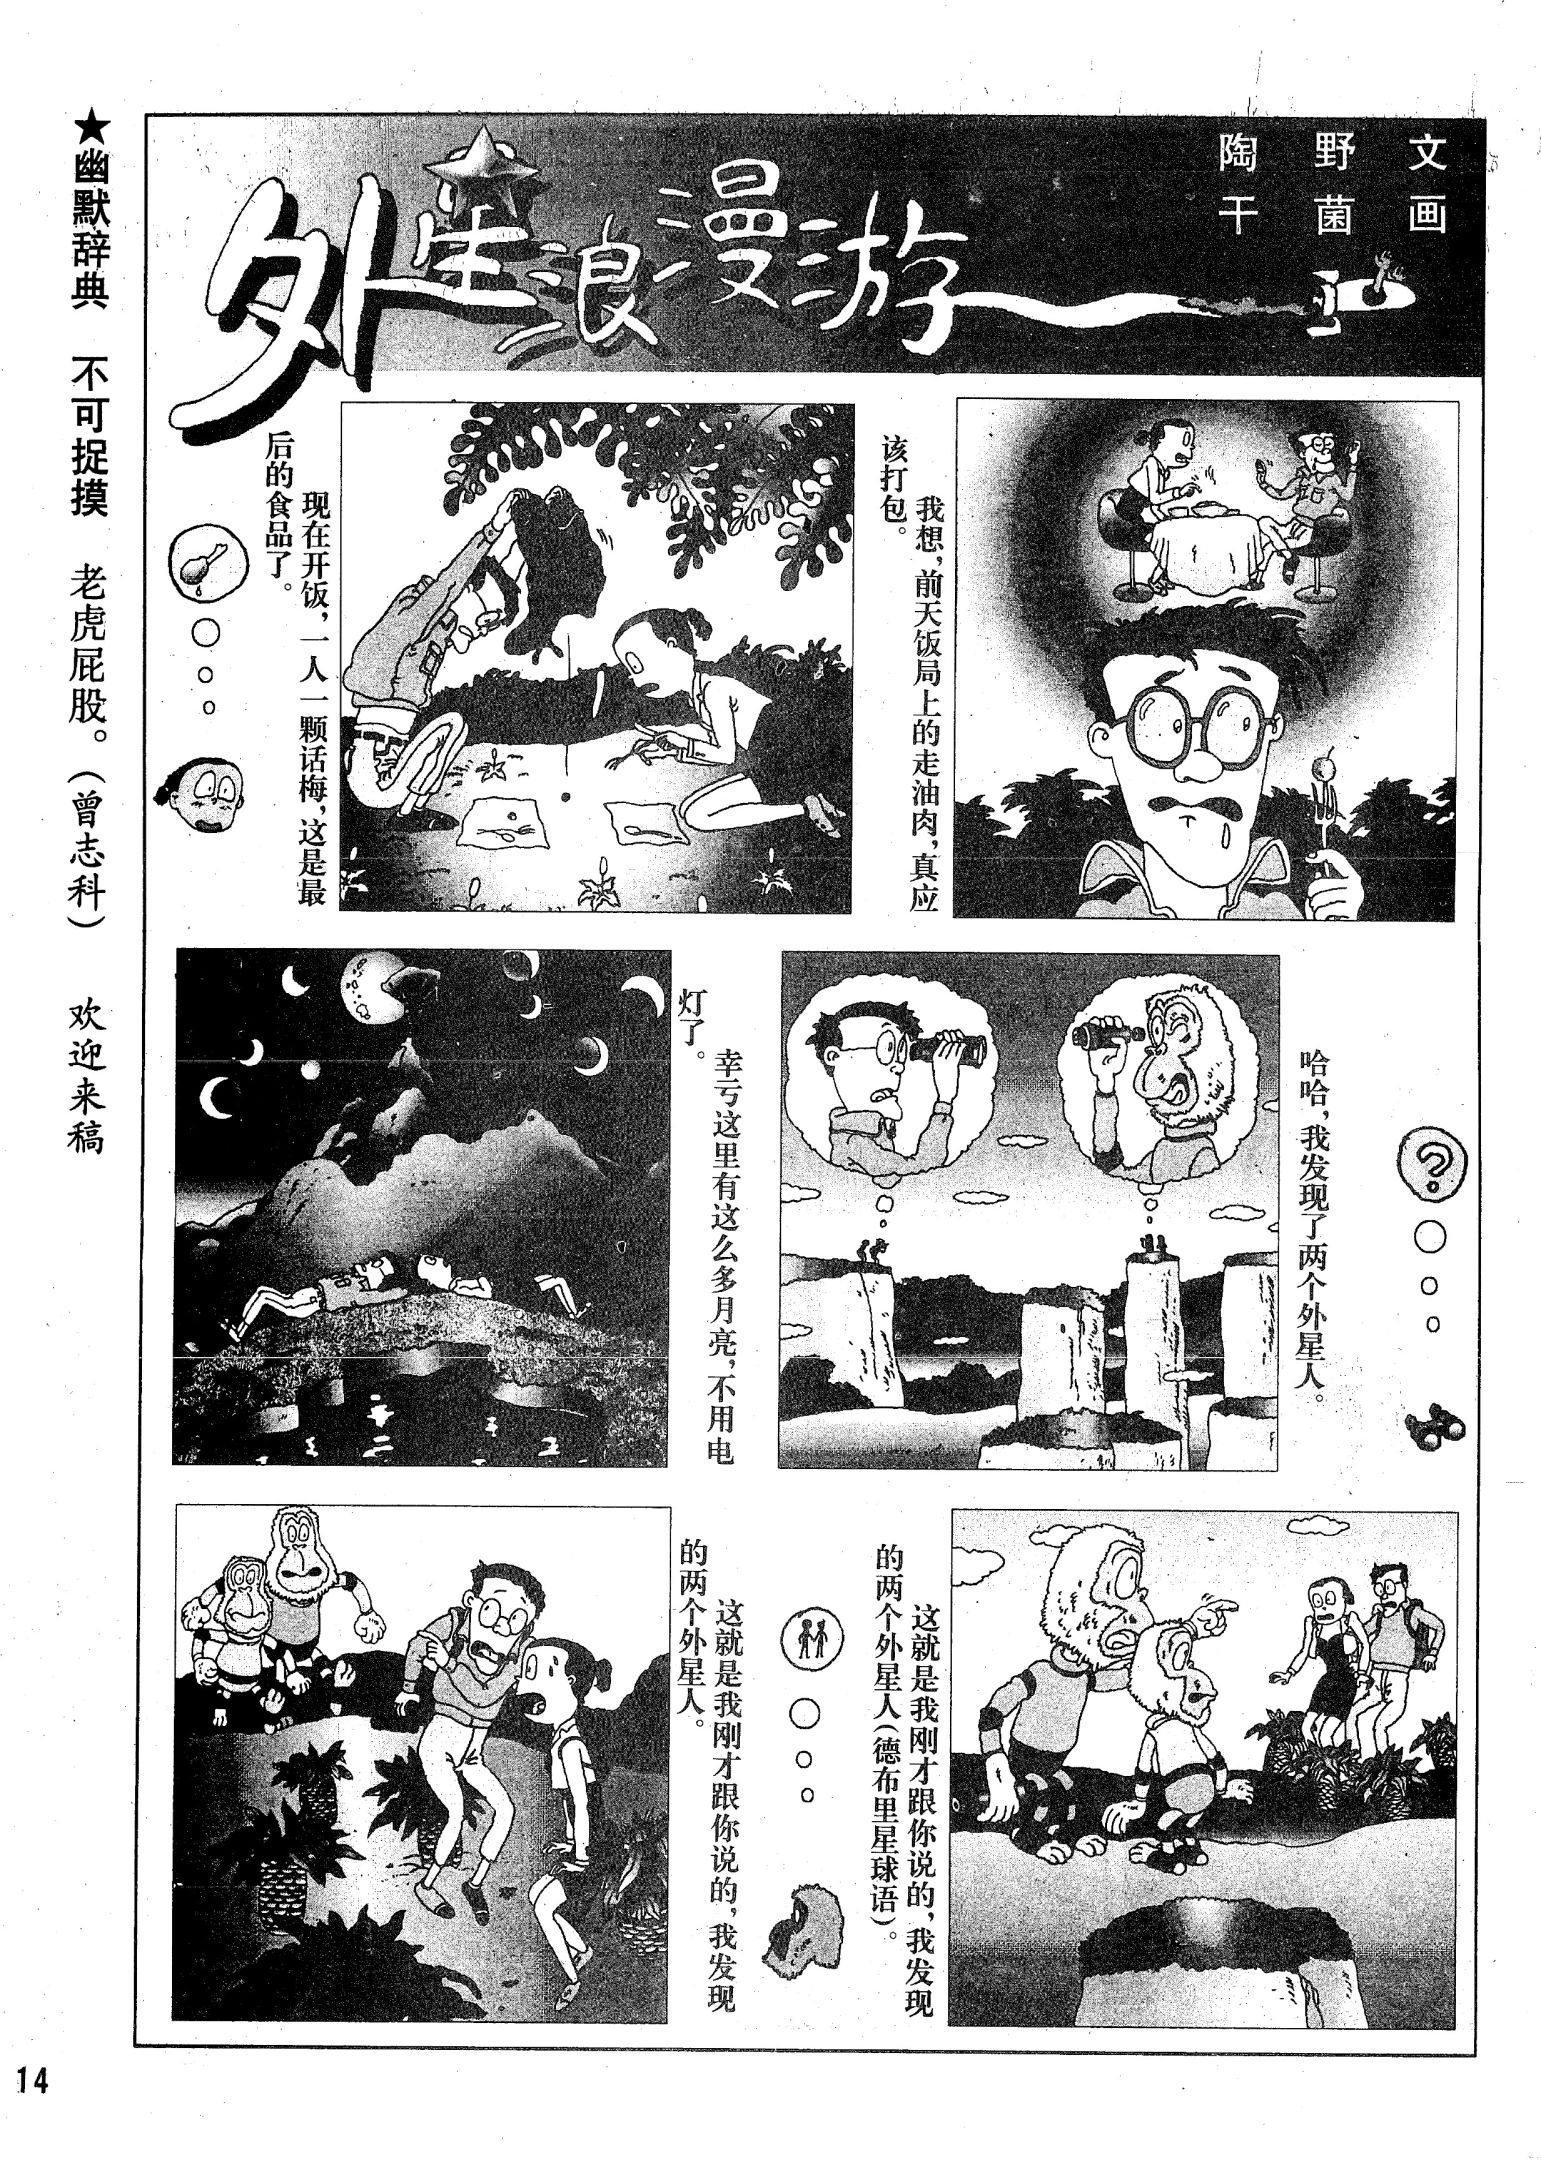 外星浪漫游
陶野文
干菌画
现在开饭，一人一颗话梅，这是最
后的食品了。
我想，前天饭局上的走油肉，真应
该打包。
幸亏这里有这么多月亮，不用电
灯了。
哈哈，我发现了两个外星人。
这就是我刚才跟你说的，我发现
的两个外星人。
这就是我刚才跟你说的，我发现
的两个外星人（德布里星球语）。
★幽默辞典 不可捉摸 老虎屁股。（曾志科） 欢迎来稿
14